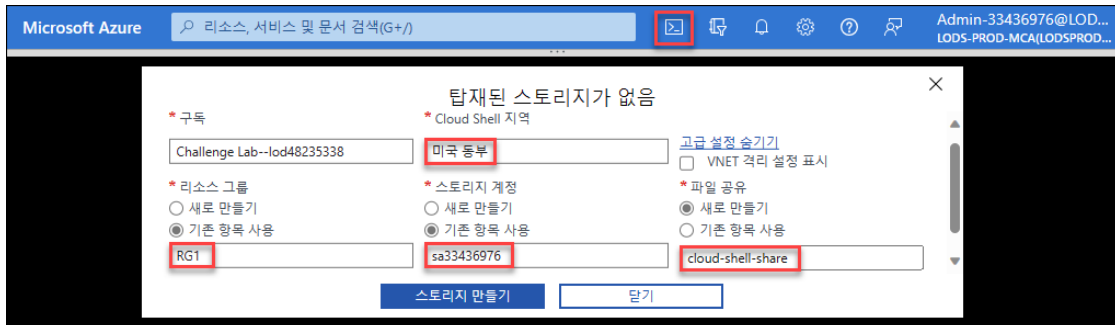 Microsoft Azure
리소스, 서비스 및 문서 검색(G+/)
Admin-33436976@LOD...
LODS-PROD-MCA(LODSPROD...
탑재된 스토리지가 없음
* 구독
* Cloud Shell 지역
Challenge Lab--lod48235338
미국 동부
고급 설정 숨기기
VNET 격리 설정 표시
* 리소스 그룹
* 스토리지 계정
* 파일 공유
새로 만들기
새로 만들기
새로 만들기
기존 항목 사용
기존 항목 사용
기존 항목 사용
RG1
sa33436976
cloud-shell-share
스토리지 만들기
닫기